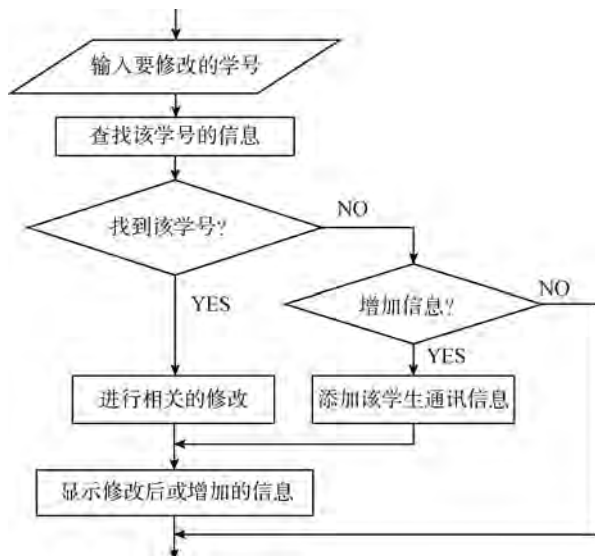 输入要修改的学号
查找该学号的信息
找到该学号?
NO
增加信息?
NO
YES
YES
进行相关的修改
添加该学生通讯信息
显示修改后或增加的信息